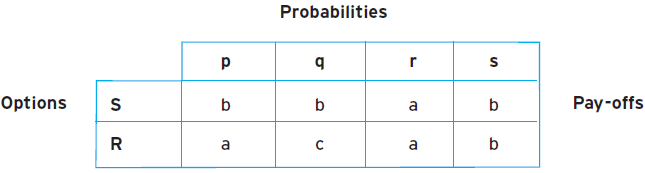 Probabilities
p q r s
Options S b b a b Pay-offs
R a c a b